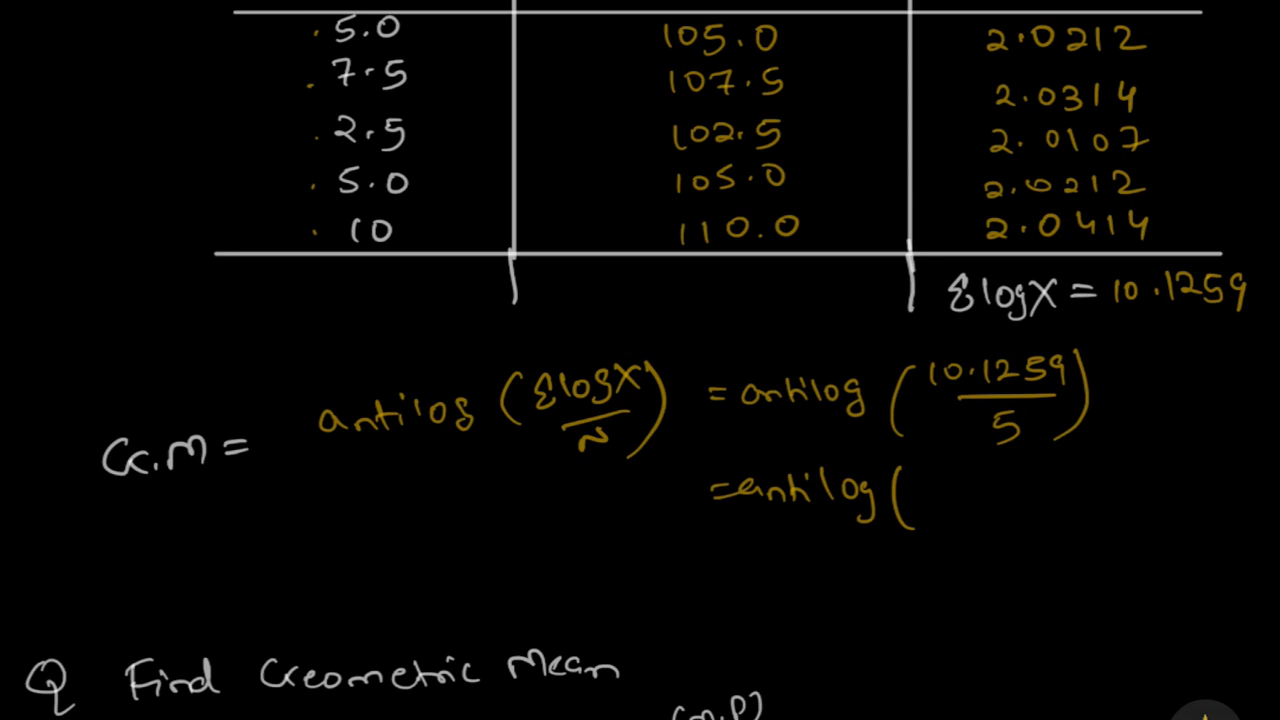 . 5.0 105.0 2.0212
. 7.5 107.5 2.0314
. 2.5 102.5 2.0107
. 5.0 105.0 2.0212
. 10 110.0 2.0414
ΣlogX = 10.1259
G.M = antilog (ΣlogX/N) = antilog (10.1259/5)
=antilog (
Q Find Geometric Mean